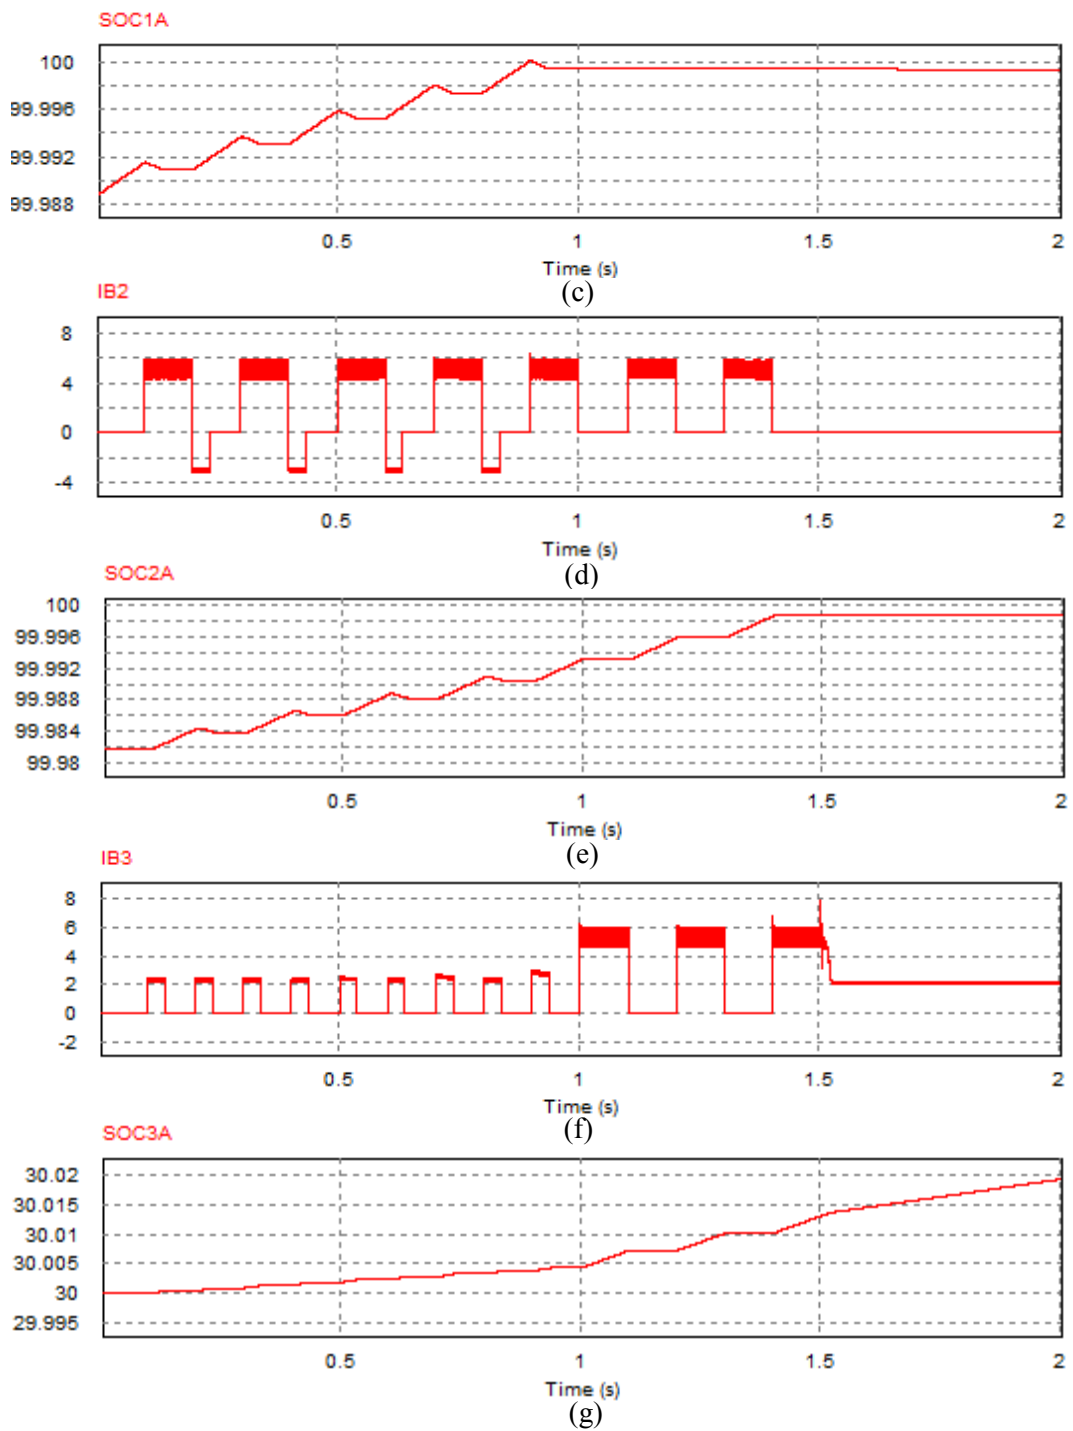 SOC1A
100
99.996
99.992
99.988
0.5 1 1.5 2
Time (s)
(c)
IB2
8
4
0
-4
0.5 1 1.5 2
Time (s)
(d)
SOC2A
100
99.996
99.992
99.988
99.984
99.98
0.5 1 1.5 2
Time (s)
(e)
IB3
8
6
4
2
0
-2
0.5 1 1.5 2
Time (s)
(f)
SOC3A
30.02
30.015
30.01
30.005
30
29.995
0.5 1 1.5 2
Time (s)
(g)